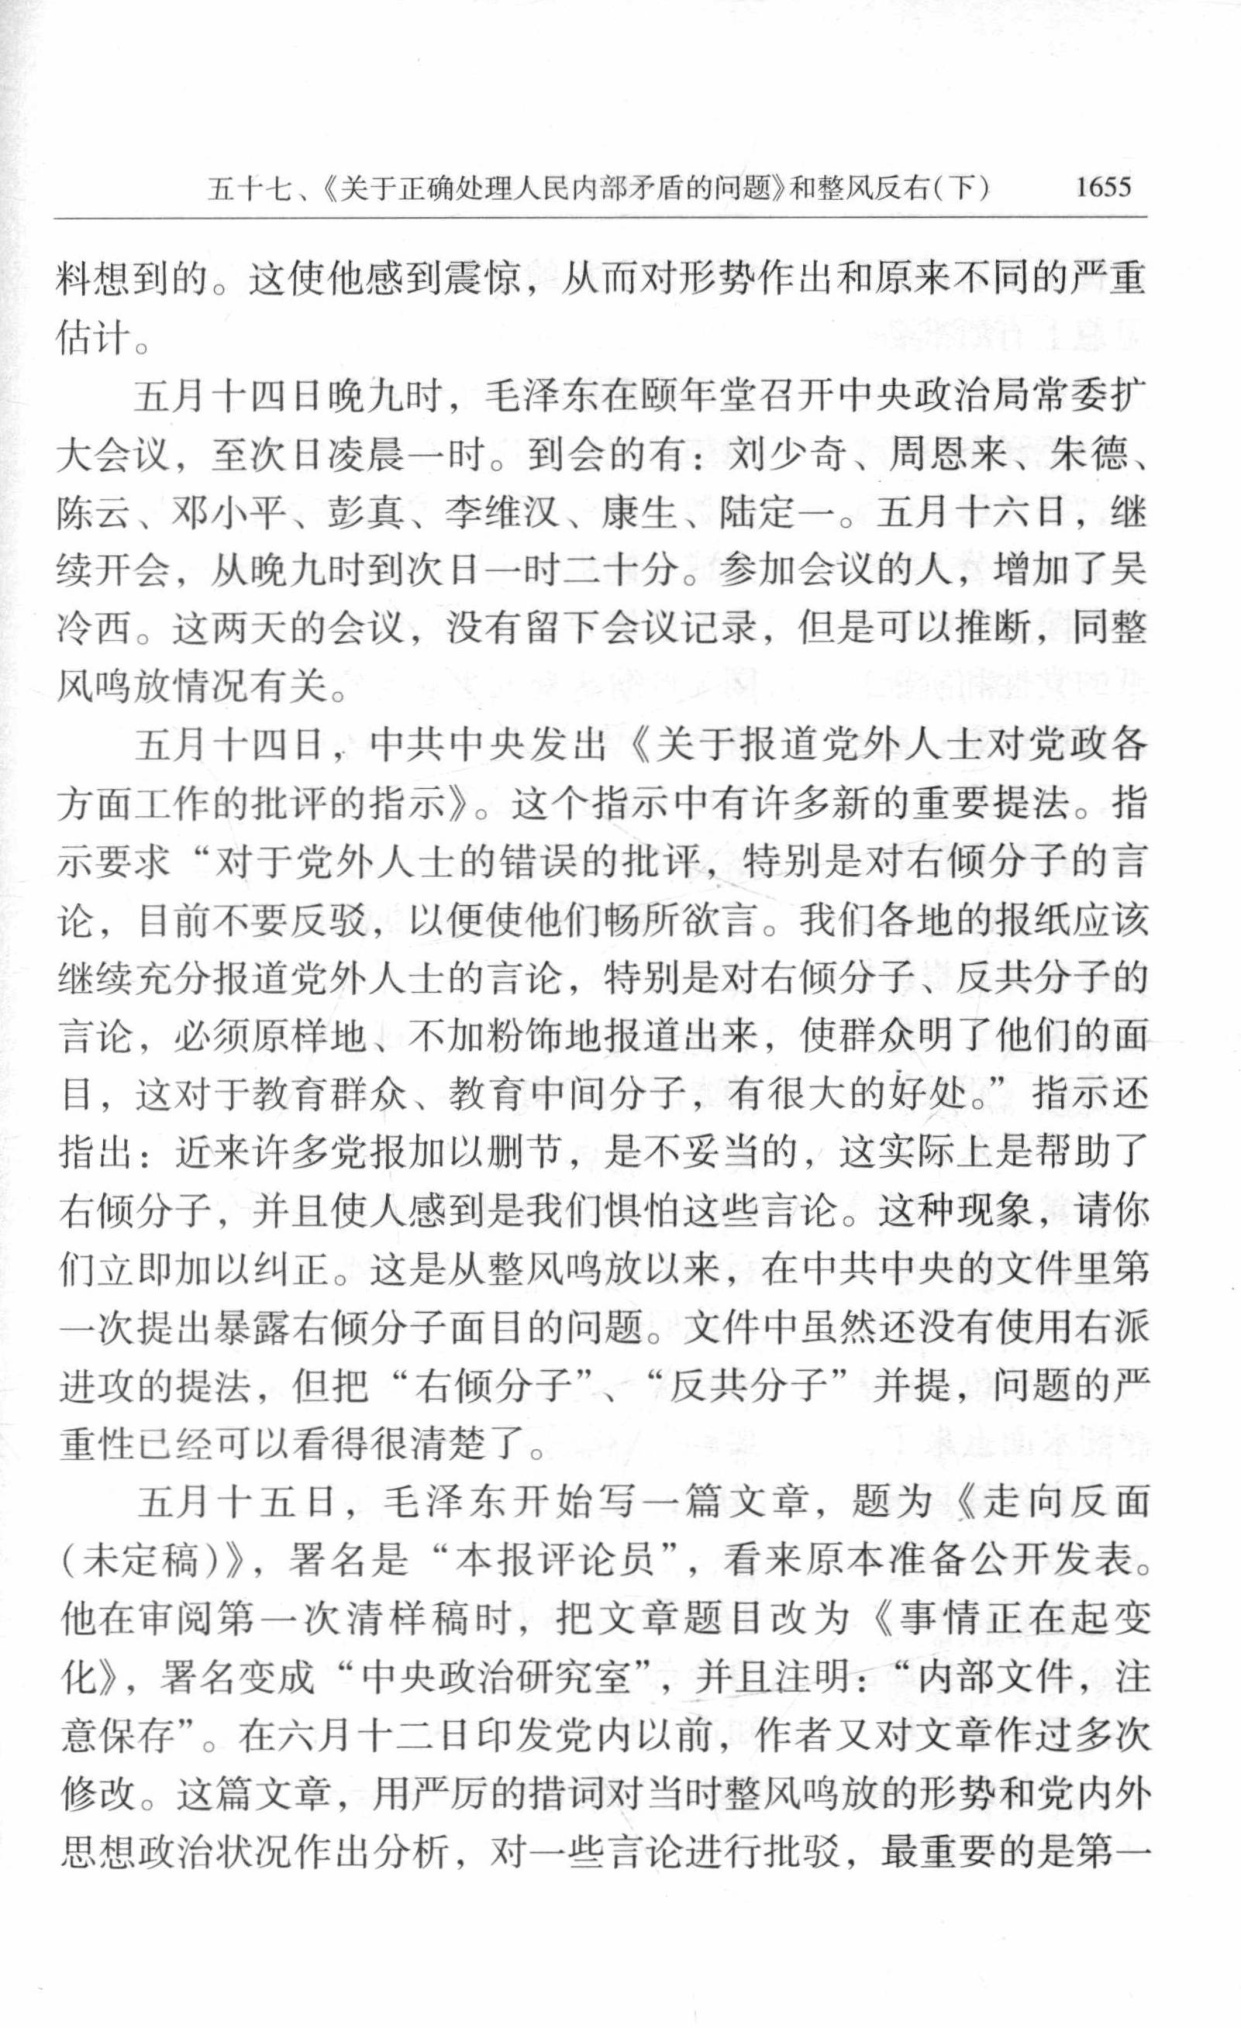 五十七、《关于正确处理人民内部矛盾的问题》和整风反右(下) 1655
料想到的。这使他感到震惊，从而对形势作出和原来不同的严重
估计。
五月十四日晚九时，毛泽东在颐年堂召开中央政治局常委扩
大会议，至次日凌晨一时。到会的有：刘少奇、周恩来、朱德、
陈云、邓小平、彭真、李维汉、康生、陆定一。五月十六日，继
续开会，从晚九时到次日一时二十分。参加会议的人，增加了吴
冷西。这两天的会议，没有留下会议记录，但是可以推断，同整
风鸣放情况有关。
五月十四日，中共中央发出《关于报道党外人士对党政各
方面工作的批评的指示》。这个指示中有许多新的重要提法。指
示要求“对于党外人士的错误的批评，特别是对右倾分子的言
论，目前不要反驳，以便使他们畅所欲言。我们各地的报纸应该
继续充分报道党外人士的言论，特别是对右倾分子、反共分子的
言论，必须原样地、不加粉饰地报道出来，使群众明了他们的面
目，这对于教育群众、教育中间分子，有很大的好处。”指示还
指出：近来许多党报加以删节，是不妥当的，这实际上是帮助了
右倾分子，并且使人感到是我们惧怕这些言论。这种现象，请你
们立即加以纠正。这是从整风鸣放以来，在中共中央的文件里第
一次提出暴露右倾分子面目的问题。文件中虽然还没有使用右派
进攻的提法，但把“右倾分子”、“反共分子”并提，问题的严
重性已经可以看得很清楚了。
五月十五日，毛泽东开始写一篇文章，题为《走向反面
(未定稿)》，署名是“本报评论员”，看来原本准备公开发表。
他在审阅第一次清样稿时，把文章题目改为《事情正在起变
化》，署名变成“中央政治研究室”，并且注明：“内部文件，注
意保存”。在六月十二日印发党内以前，作者又对文章作过多次
修改。这篇文章，用严厉的措词对当时整风鸣放的形势和党内外
思想政治状况作出分析，对一些言论进行批驳，最重要的是第一